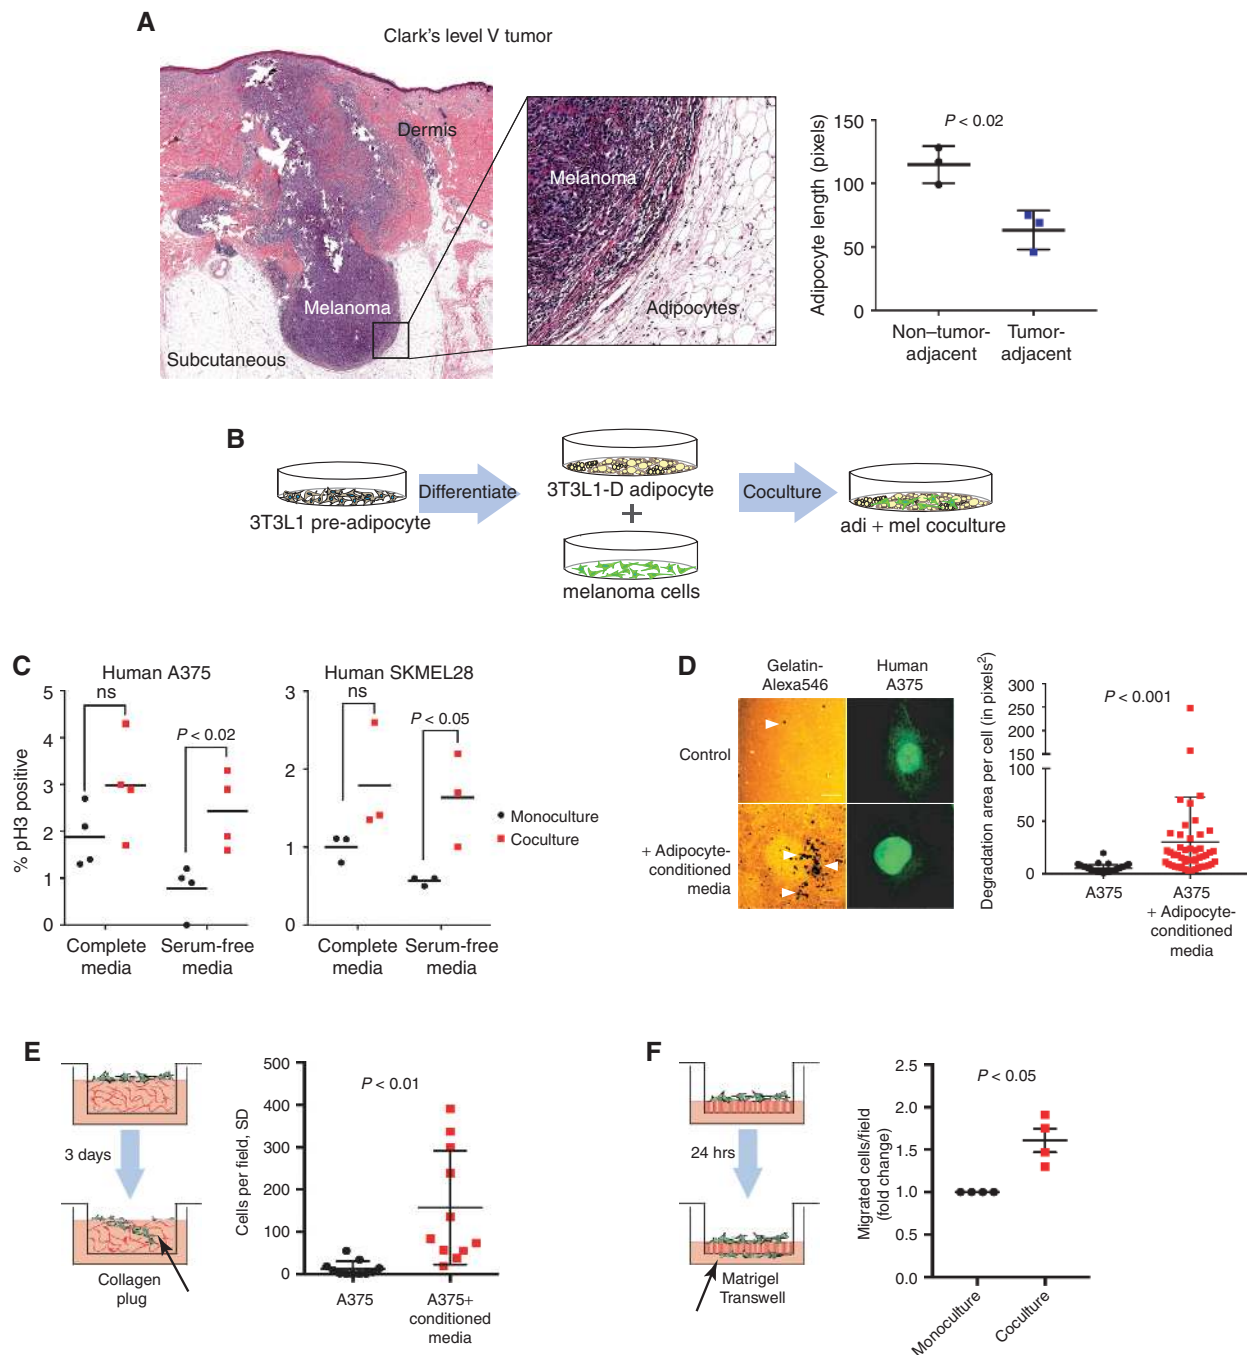 A
Clark's level V tumor
Dermis
Melanoma
Subcutaneous
Melanoma
Adipocytes
Adipocyte length (pixels)
150
100
50
0
P < 0.02
Non–tumor-
adjacent
Tumor-
adjacent
B
3T3L1 pre-adipocyte
Differentiate
3T3L1-D adipocyte
+
melanoma cells
Coculture
adi + mel coculture
C
Human A375
% pH3 positive
5
4
3
2
1
0
ns
P < 0.02
Complete
media
Serum-free
media
Human SKMEL28
3
2
1
0
ns
P < 0.05
Complete
media
Serum-free
media
Monoculture
Coculture
D
Gelatin-
Alexa546
Human
A375
Control
+ Adipocyte-
conditioned
media
Degradation area per cell (in pixels²)
300
250
200
150
100
50
0
P < 0.001
A375
A375
+ Adipocyte-
conditioned
media
E
3 days
Collagen
plug
Cells per field, SD
500
400
300
200
100
0
P < 0.01
A375
A375+
conditioned
media
F
24 hrs
Matrigel
Transwell
Migrated cells/field
(fold change)
2.5
2.0
1.5
1.0
0.5
0.0
P < 0.05
Monoculture
Coculture